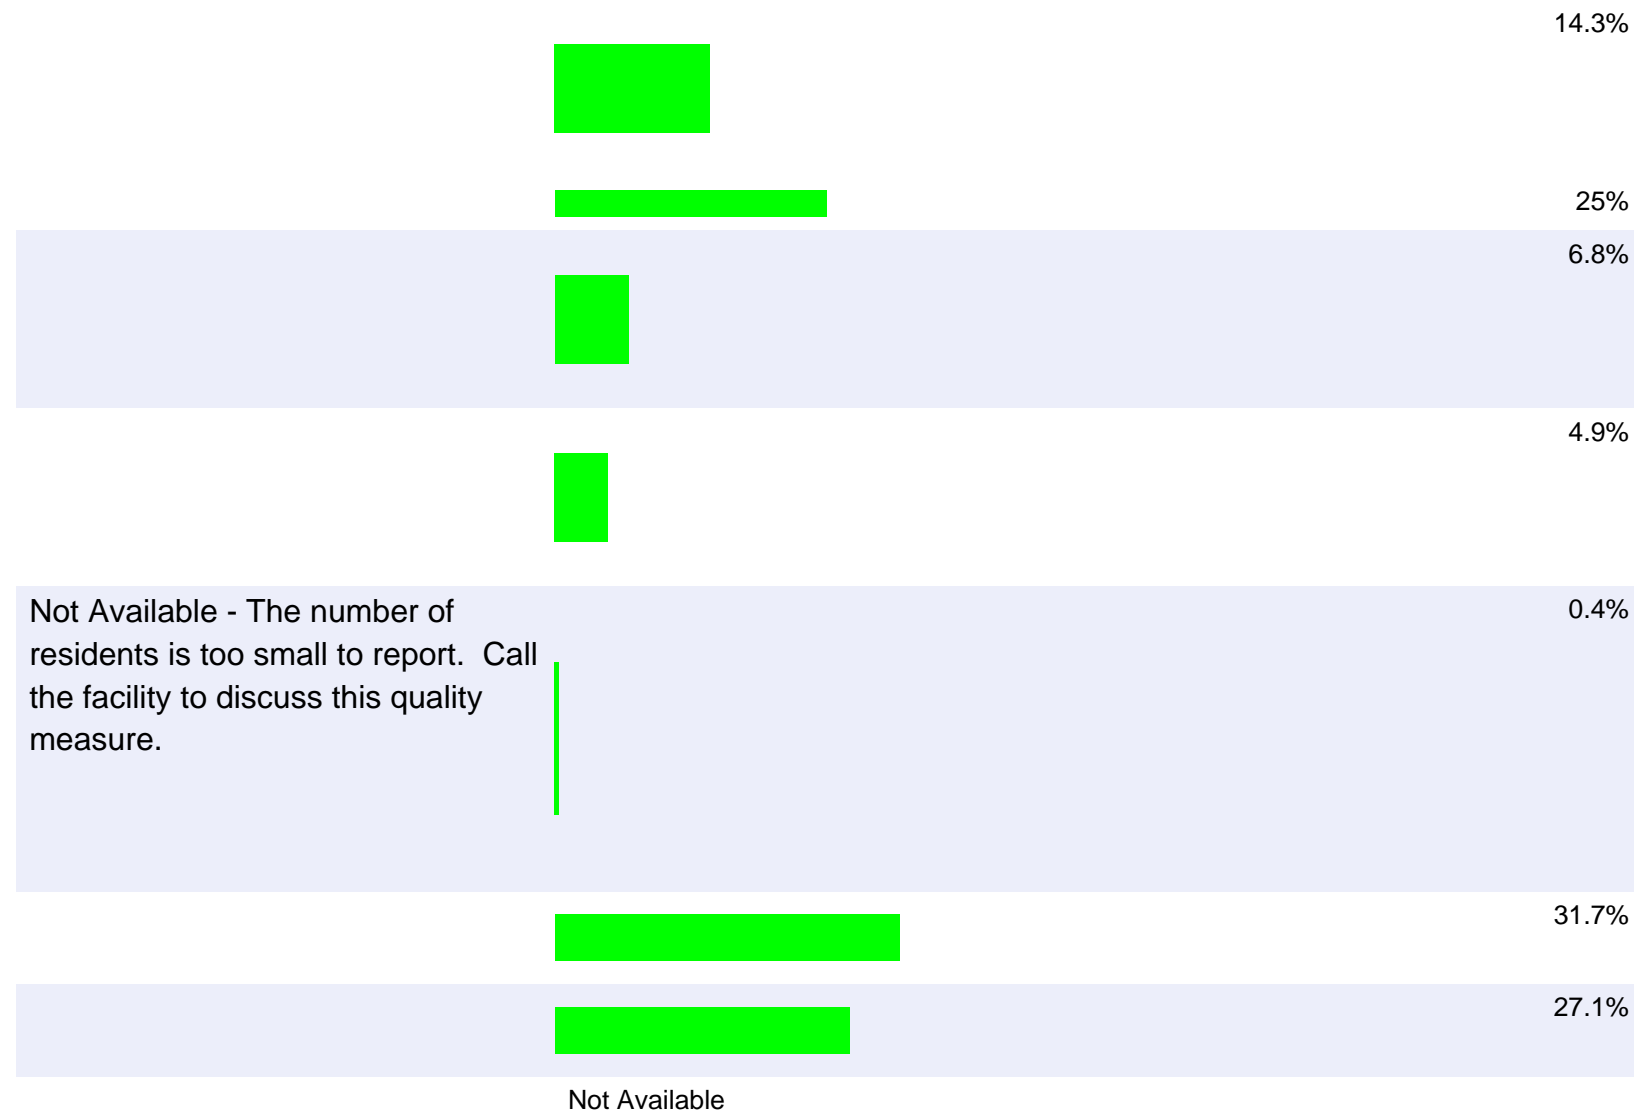 14.3%
25%
6.8%
4.9%
Not Available - The number of
residents is too small to report.  Call
the facility to discuss this quality
measure.
0.4%
31.7%
27.1%
Not Available